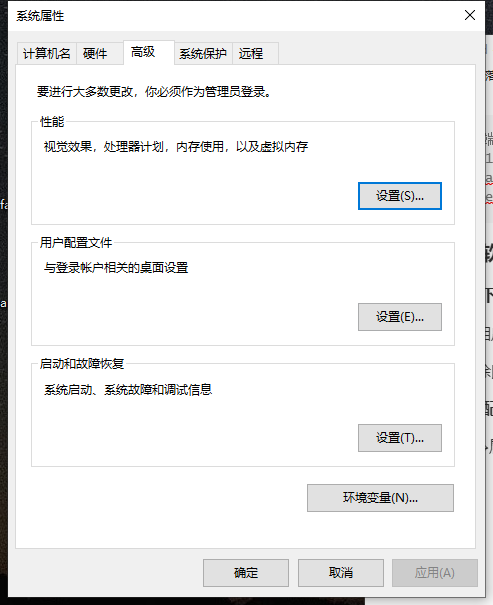 系统属性
计算机名 硬件 高级 系统保护 远程
要进行大多数更改，你必须作为管理员登录。
性能
视觉效果，处理器计划，内存使用，以及虚拟内存
设置(S)...
用户配置文件
与登录帐户相关的桌面设置
设置(E)...
启动和故障恢复
系统启动、系统故障和调试信息
设置(T)...
环境变量(N)...
确定 取消 应用(A)